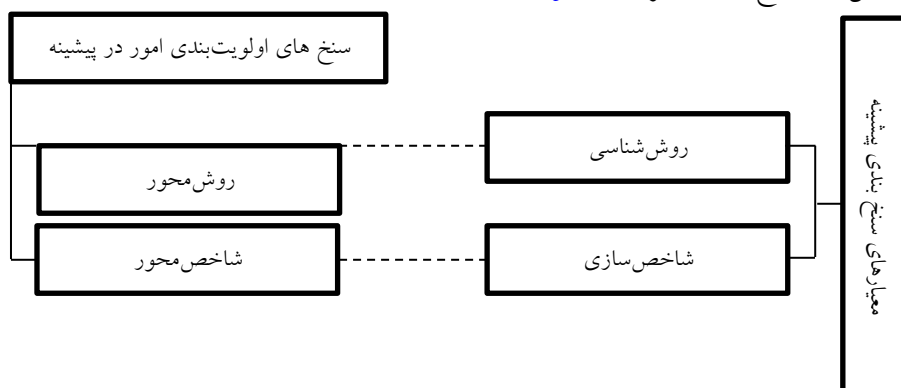 سنخ های اولویت‌بندی امور در پیشینه
معیارهای سنخ بندی پیشینه
روش‌شناسی
روش‌محور
شاخص‌سازی
شاخص‌محور